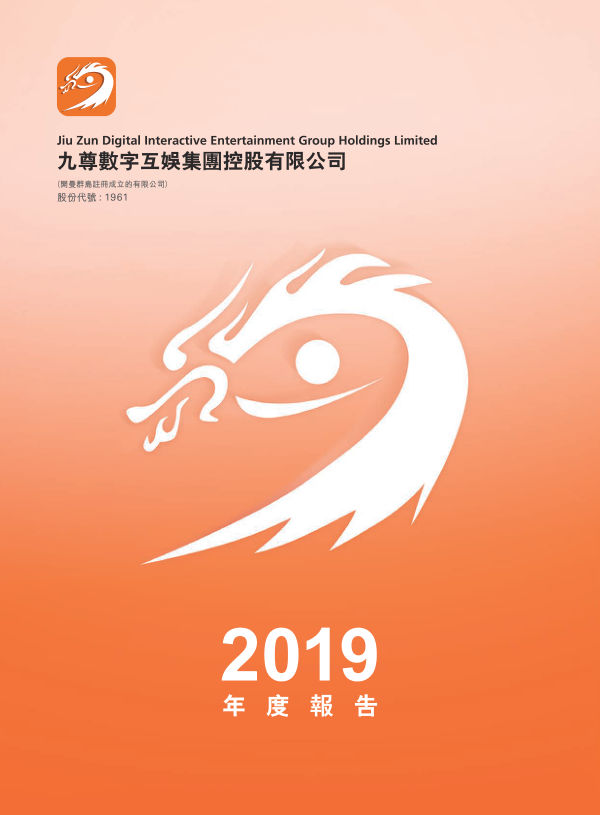 Jiu Zun Digital Interactive Entertainment Group Holdings Limited
九尊數字互娛集團控股有限公司
(開曼群島註冊成立的有限公司)
股份代號 : 1961
2019
年度報告